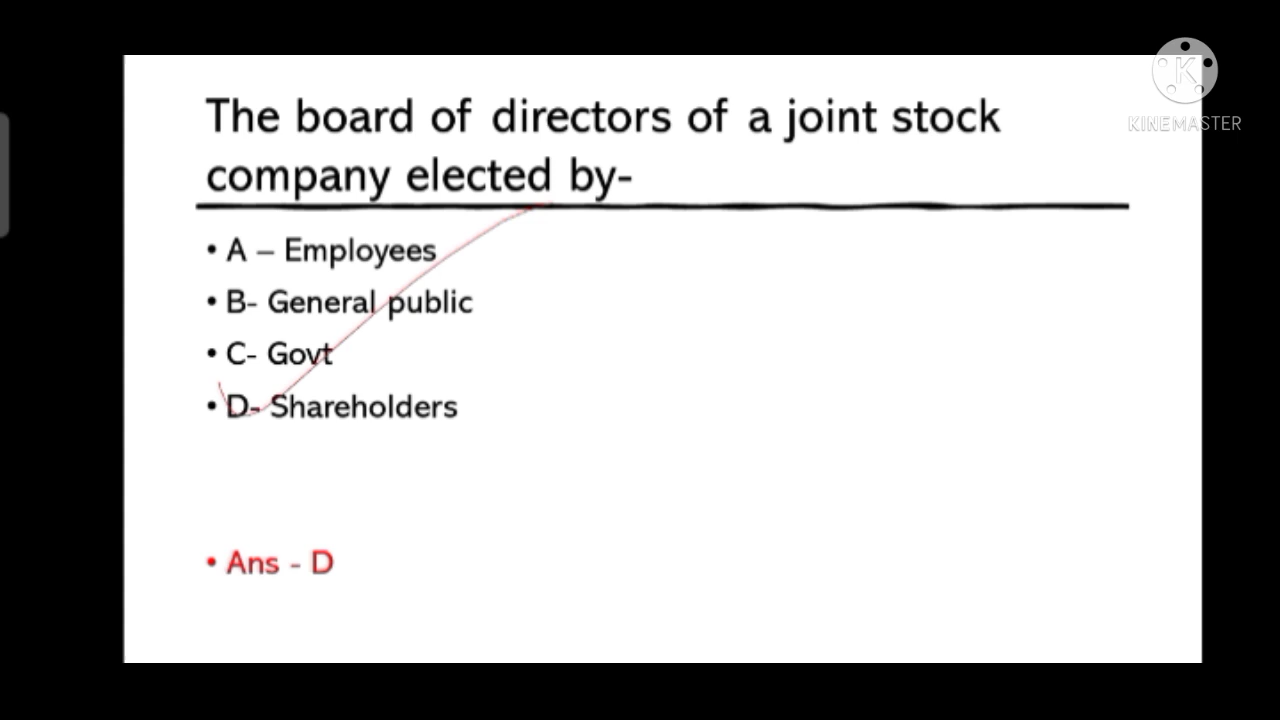 The board of directors of a joint stock
company elected by-
• A – Employees
• B- General public
• C- Govt
• D- Shareholders
• Ans - D
KINEMASTER